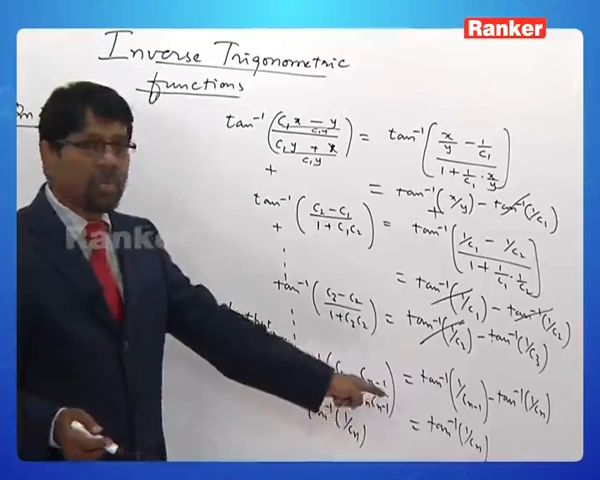 Ranker
Inverse Trigonometric
functions
tan⁻¹ ( (C₁x − y)/(C₁y) / (C₁y + x)/(C₁y) ) = tan⁻¹ ( (x/y − 1/C₁) / (1 + 1/C₁ · x/y) )
+ = tan⁻¹(x/y) − tan⁻¹(1/C₁)
tan⁻¹ ( (C₂ − C₁) / (1 + C₁C₂) ) = tan⁻¹ ( (1/C₁ − 1/C₂) / (1 + 1/C₁ · 1/C₂) )
+ = tan⁻¹(1/C₁) − tan⁻¹(1/C₂)
tan⁻¹ ( (C₃ − C₂) / (1 + C₃C₂) ) = tan⁻¹(1/C₂) − tan⁻¹(1/C₃)
= tan⁻¹(1/Cₙ₋₁) − tan⁻¹(1/Cₙ)
tan⁻¹(1/Cₙ) = tan⁻¹(1/Cₙ)
Ranker